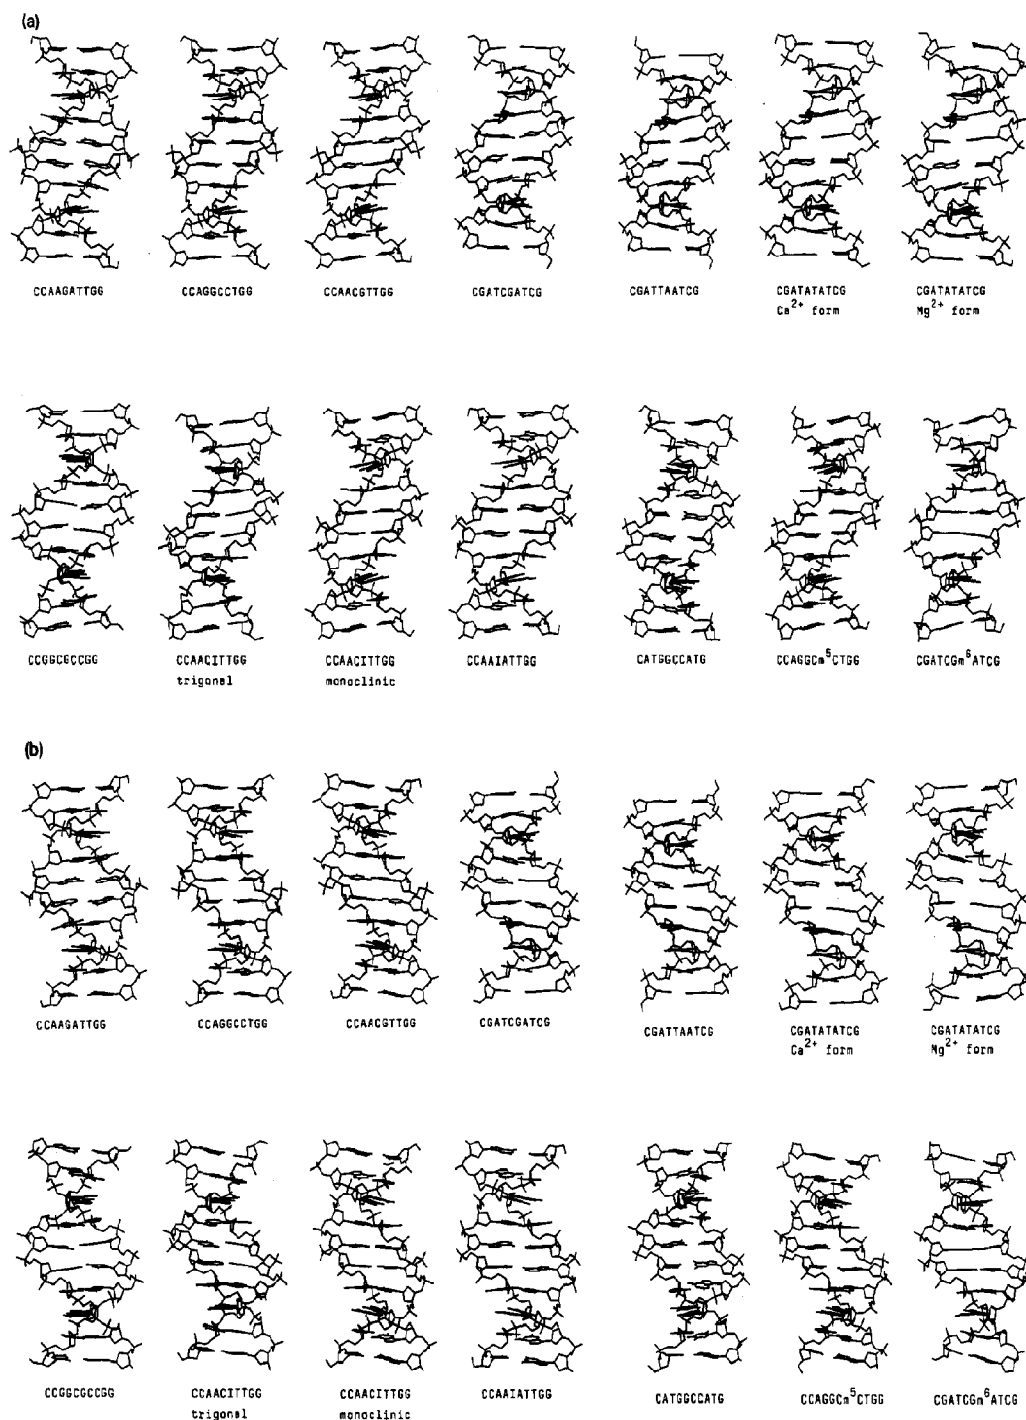 (a)
CCAAGATTGG CCAGGCCTGG CCAACGTTGG CGATCGATCG CGATTAATCG CGATATATCG CGATATATCG
Ca²⁺ form Mg²⁺ form
CCGGCGCCGG CCAACITTGG CCAACITTGG CCAAIATTGG CATGGCCATG CCAGGCm⁵CTGG CGATCGm⁶ATCG
trigonal monoclinic
(b)
CCAAGATTGG CCAGGCCTGG CCAACGTTGG CGATCGATCG CGATTAATCG CGATATATCG CGATATATCG
Ca²⁺ form Mg²⁺ form
CCGGCGCCGG CCAACITTGG CCAACITTGG CCAAIATTGG CATGGCCATG CCAGGCm⁵CTGG CGATCGm⁶ATCG
trigonal monoclinic